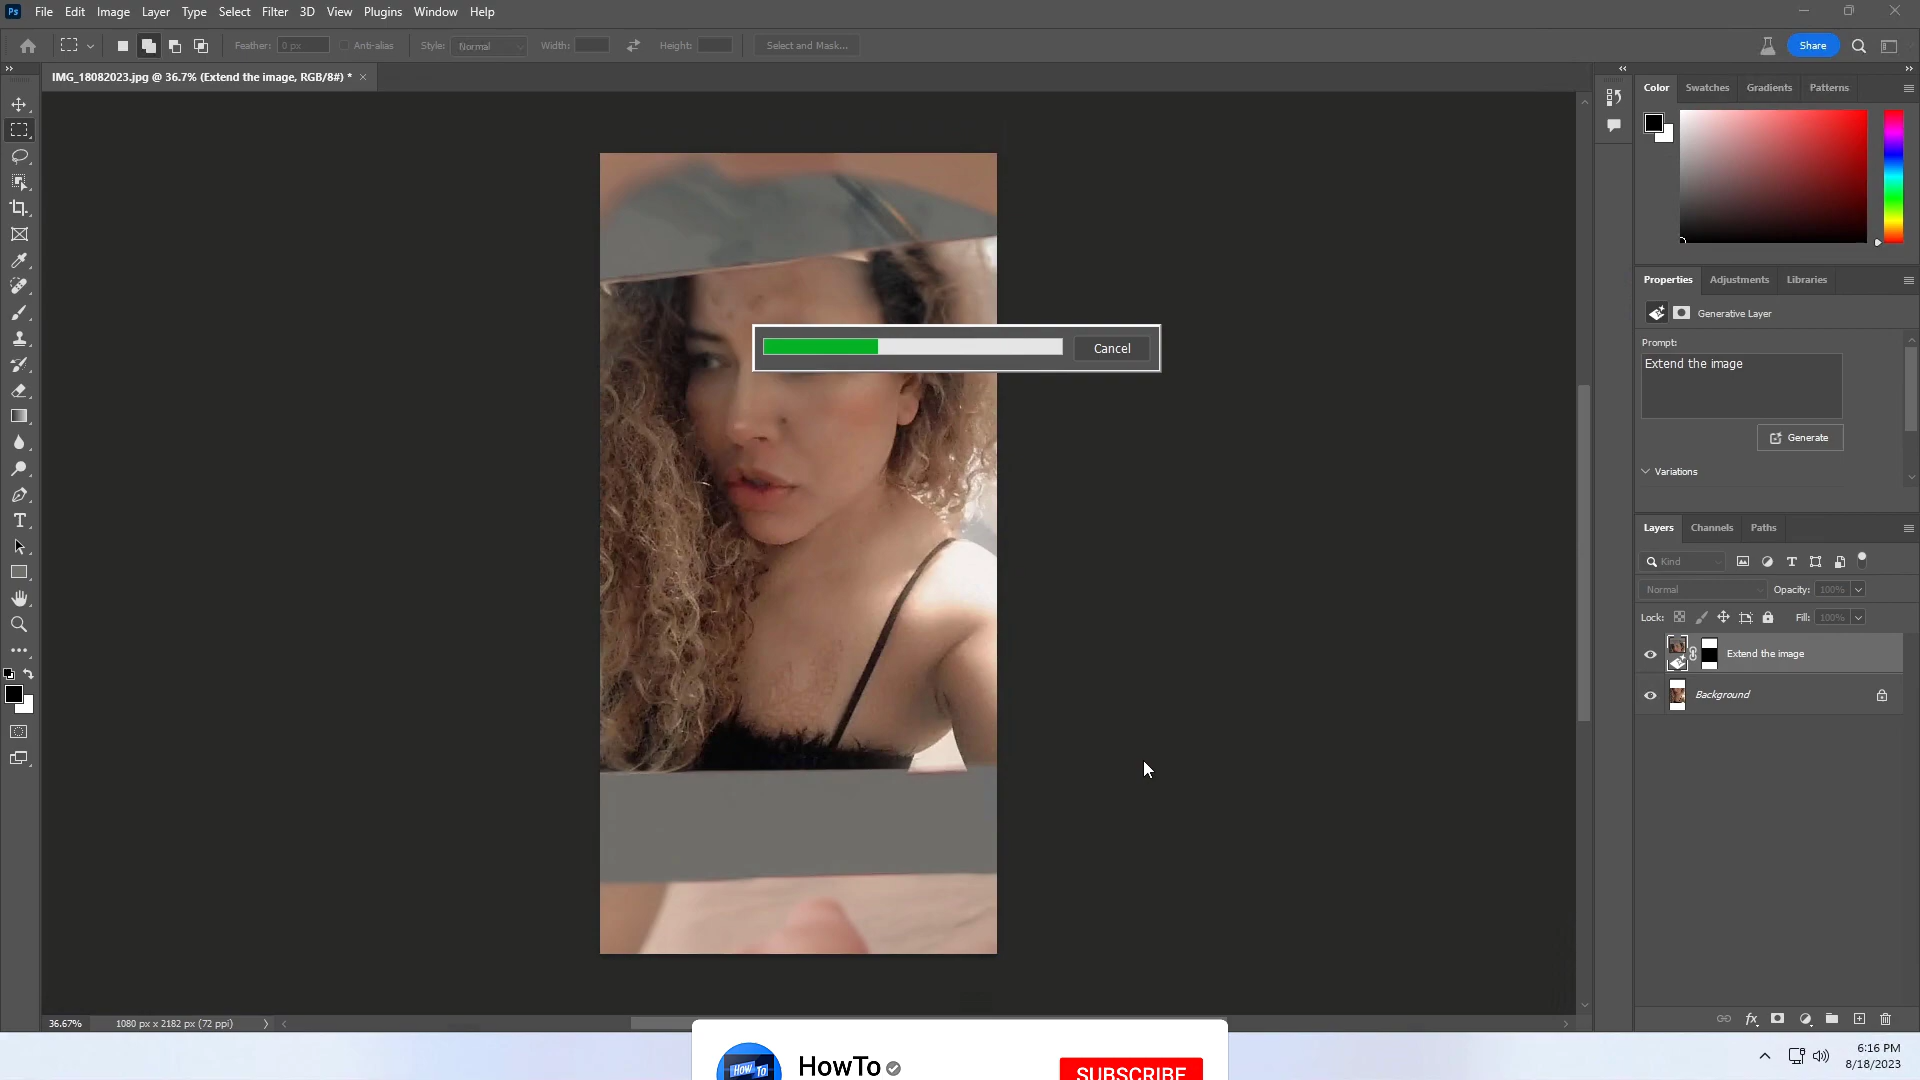 Ps File Edit Image Layer Type Select Filter 3D View Plugins Window Help
Feather: 0 px Anti-alias Style: Normal Width: Height: Select and Mask... Share
IMG_18082023.jpg @ 36.7% (Extend the image, RGB/8#) *
Color Swatches Gradients Patterns
Properties Adjustments Libraries
Generative Layer
Prompt:
Extend the image
Cancel
Generate
Variations
Layers Channels Paths
Kind
Normal Opacity: 100%
Lock: Fill: 100%
Extend the image
Background
36.67% 1080 px x 2182 px (72 ppi)
HowTo
How To
SUBSCRIBE
6:16 PM
8/18/2023